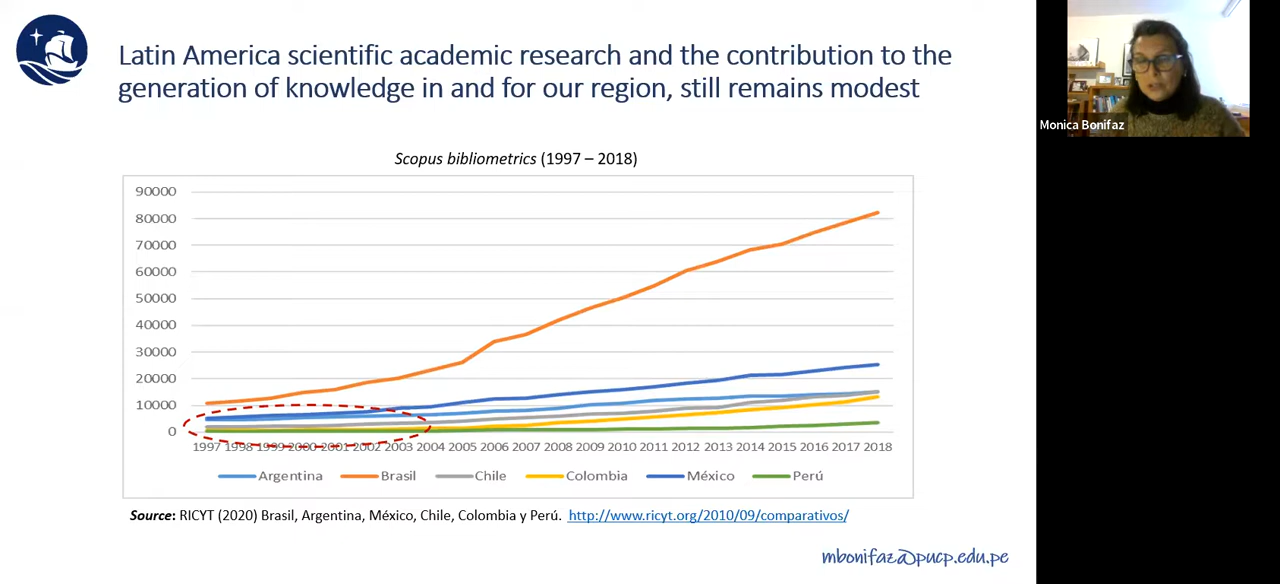 Latin America scientific academic research and the contribution to the
generation of knowledge in and for our region, still remains modest
Monica Bonifaz
Scopus bibliometrics (1997 – 2018)
90000
80000
70000
60000
50000
40000
30000
20000
10000
0
1997 1998 1999 2000 2001 2002 2003 2004 2005 2006 2007 2008 2009 2010 2011 2012 2013 2014 2015 2016 2017 2018
Argentina Brasil Chile Colombia México Perú
Source: RICYT (2020) Brasil, Argentina, México, Chile, Colombia y Perú. http://www.ricyt.org/2010/09/comparativos/
mbonifaz@pucp.edu.pe